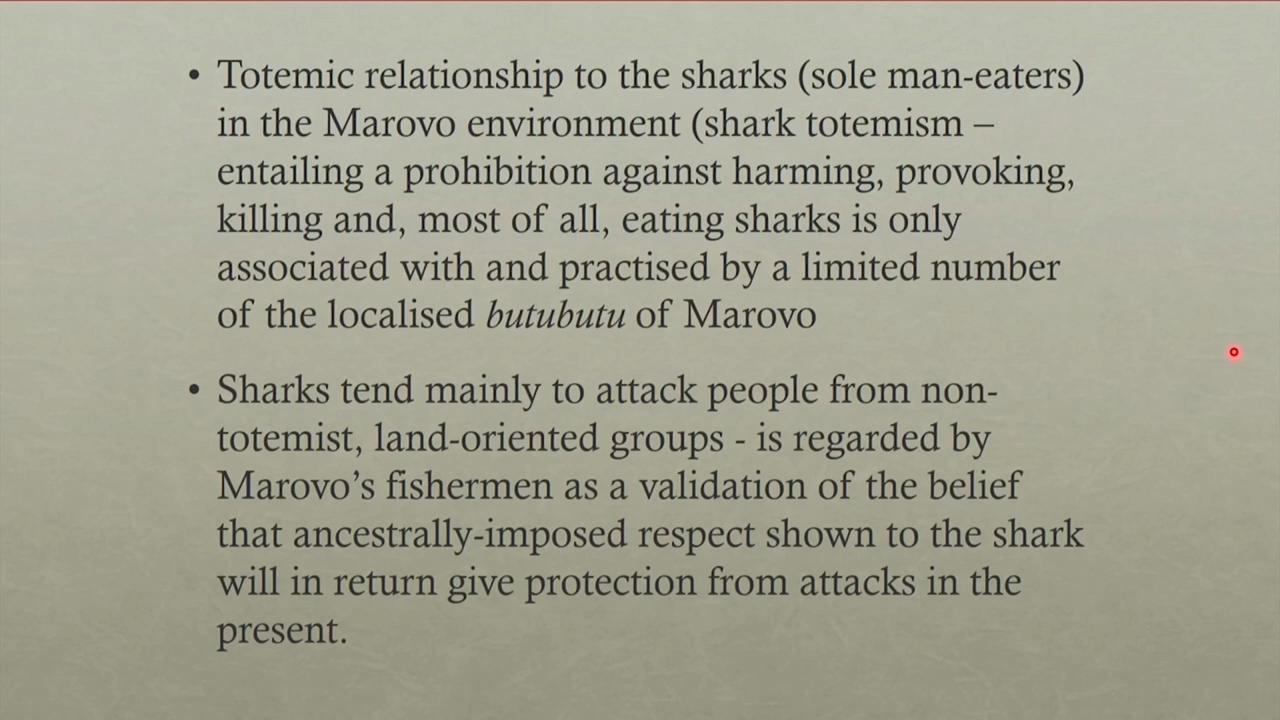 • Totemic relationship to the sharks (sole man-eaters)
in the Marovo environment (shark totemism –
entailing a prohibition against harming, provoking,
killing and, most of all, eating sharks is only
associated with and practised by a limited number
of the localised butubutu of Marovo
• Sharks tend mainly to attack people from non-
totemist, land-oriented groups - is regarded by
Marovo’s fishermen as a validation of the belief
that ancestrally-imposed respect shown to the shark
will in return give protection from attacks in the
present.